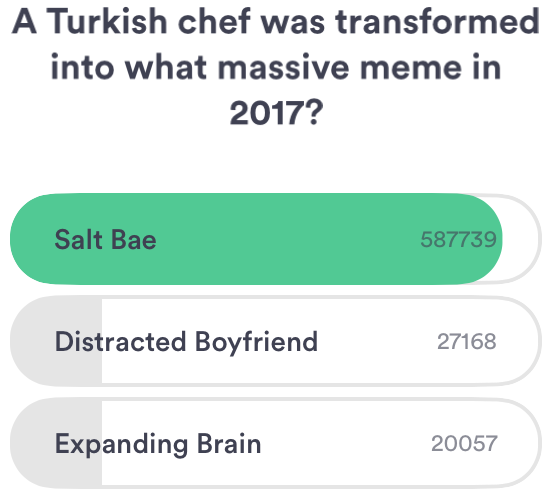 A Turkish chef was transformed
into what massive meme in
2017?
Salt Bae 587739
Distracted Boyfriend 27168
Expanding Brain 20057